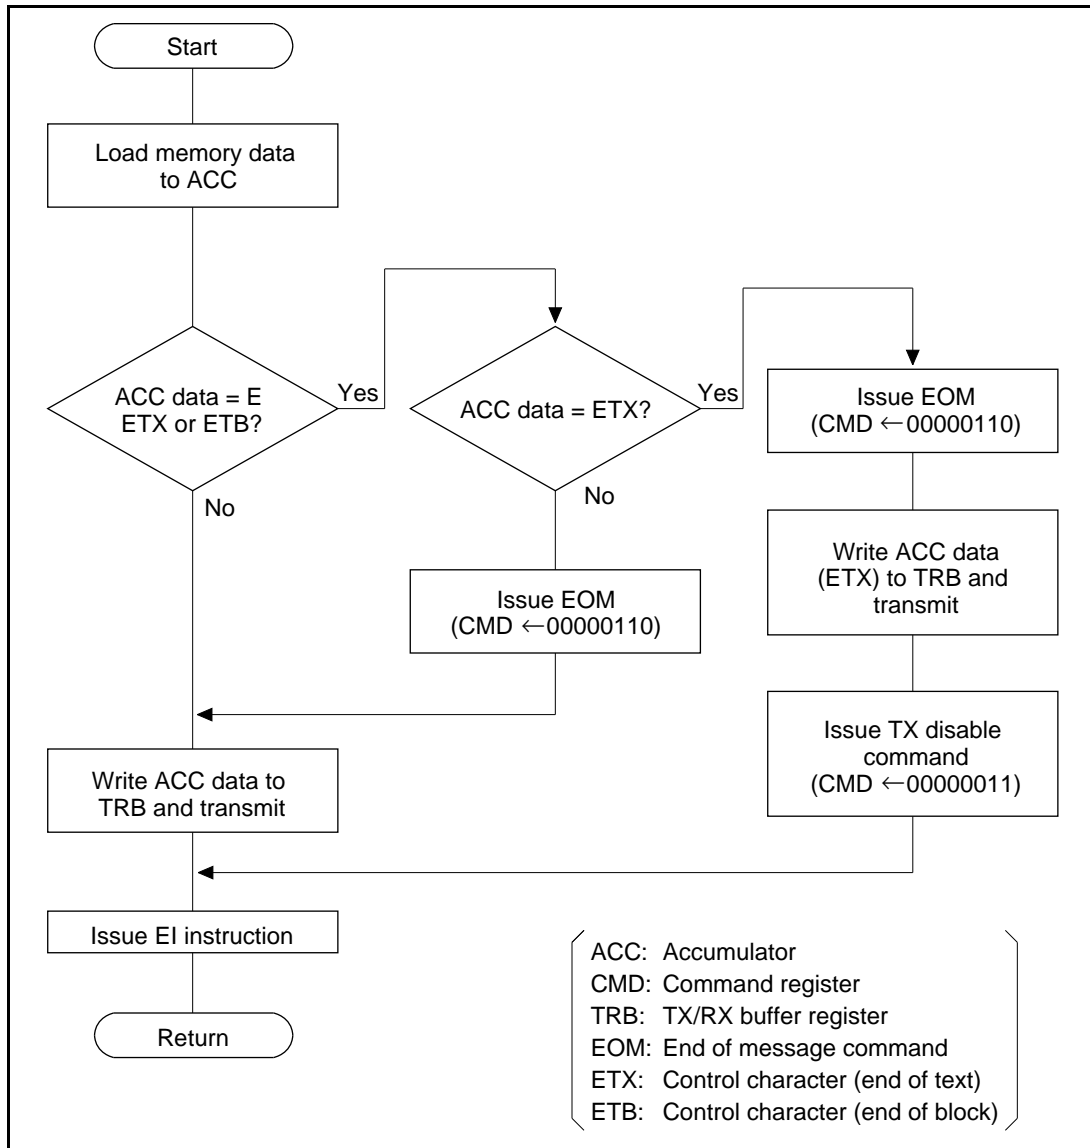 Start
Load memory data
to ACC
ACC data = E
ETX or ETB?
Yes
No
ACC data = ETX?
Yes
No
Issue EOM
(CMD ←00000110)
Issue EOM
(CMD ←00000110)
Write ACC data
(ETX) to TRB and
transmit
Issue TX disable
command
(CMD ←00000011)
Write ACC data to
TRB and transmit
Issue EI instruction
Return
ACC: Accumulator
CMD: Command register
TRB: TX/RX buffer register
EOM: End of message command
ETX: Control character (end of text)
ETB: Control character (end of block)